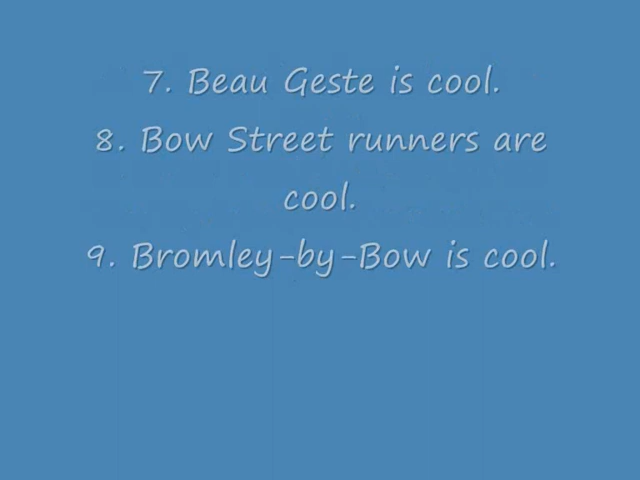 7. Beau Geste is cool.
8. Bow Street runners are
cool.
9. Bromley-by-Bow is cool.